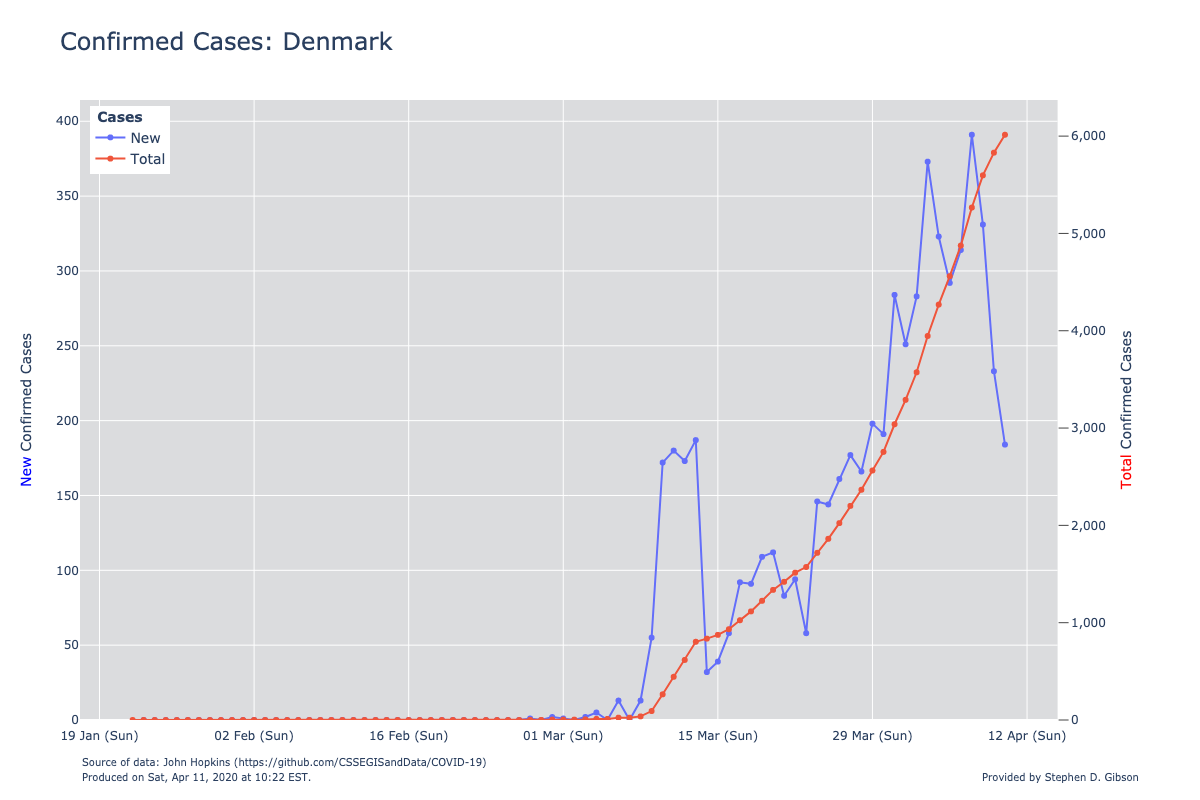 Confirmed Cases: Denmark
Cases
New
Total
400
350
300
250
200
150
100
50
0
6,000
5,000
4,000
3,000
2,000
1,000
0
New Confirmed Cases
Total Confirmed Cases
19 Jan (Sun)
02 Feb (Sun)
16 Feb (Sun)
01 Mar (Sun)
15 Mar (Sun)
29 Mar (Sun)
12 Apr (Sun)
Source of data: John Hopkins (https://github.com/CSSEGISandData/COVID-19)
Produced on Sat, Apr 11, 2020 at 10:22 EST.
Provided by Stephen D. Gibson